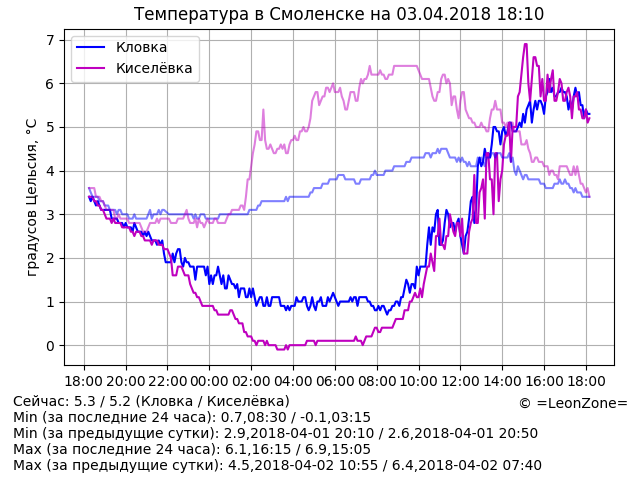 Температура в Смоленске на 03.04.2018 18:10
Кловка
Киселёвка
градусов Цельсия, °C
7
6
5
4
3
2
1
0
18:00 20:00 22:00 00:00 02:00 04:00 06:00 08:00 10:00 12:00 14:00 16:00 18:00
Сейчас: 5.3 / 5.2 (Кловка / Киселёвка)
© =LeonZone=
Min (за последние 24 часа): 0.7,08:30 / -0.1,03:15
Min (за предыдущие сутки): 2.9,2018-04-01 20:10 / 2.6,2018-04-01 20:50
Max (за последние 24 часа): 6.1,16:15 / 6.9,15:05
Max (за предыдущие сутки): 4.5,2018-04-02 10:55 / 6.4,2018-04-02 07:40